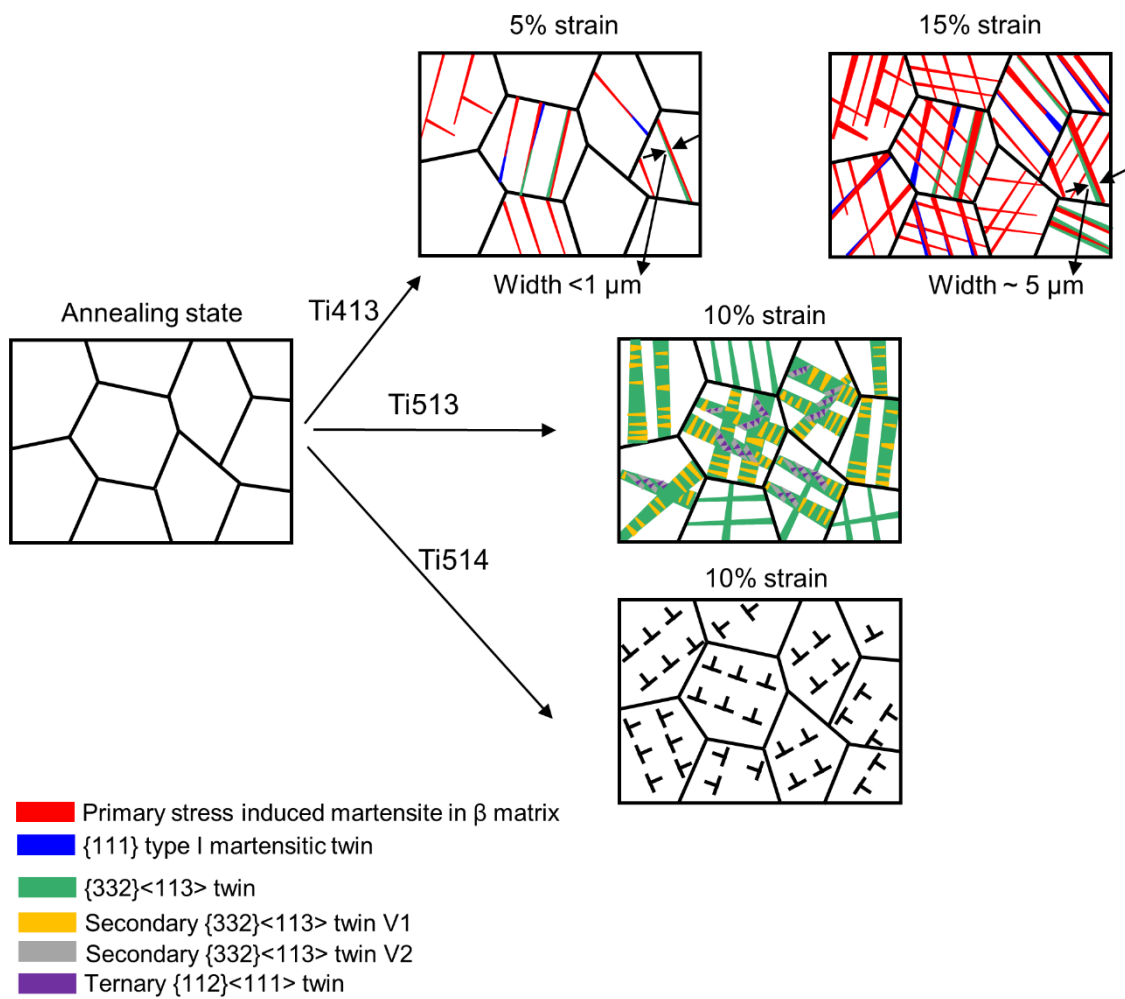 5% strain
15% strain
Width <1 μm
Width ~ 5 μm
Annealing state
Ti413
10% strain
Ti513
Ti514
10% strain
Primary stress induced martensite in β matrix
{111} type I martensitic twin
{332}<113> twin
Secondary {332}<113> twin V1
Secondary {332}<113> twin V2
Ternary {112}<111> twin